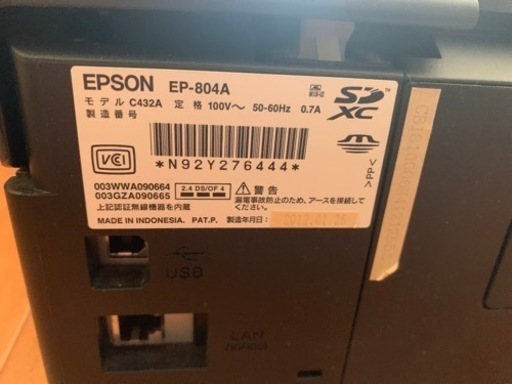 EPSON EP-804A
モデル C432A 定格 100V～ 50-60Hz 0.7A
製造番号
SD XC
VCCI
*N92Y276444*
>PP<
003WWA090664
003GZA090665
2.4 DS/OF 4
上記認証無線機器を内蔵
警告
漏電事故防止のため、アースを接続してください。
MADE IN INDONESIA. PAT.P. 製造年月日:
USB
LAN